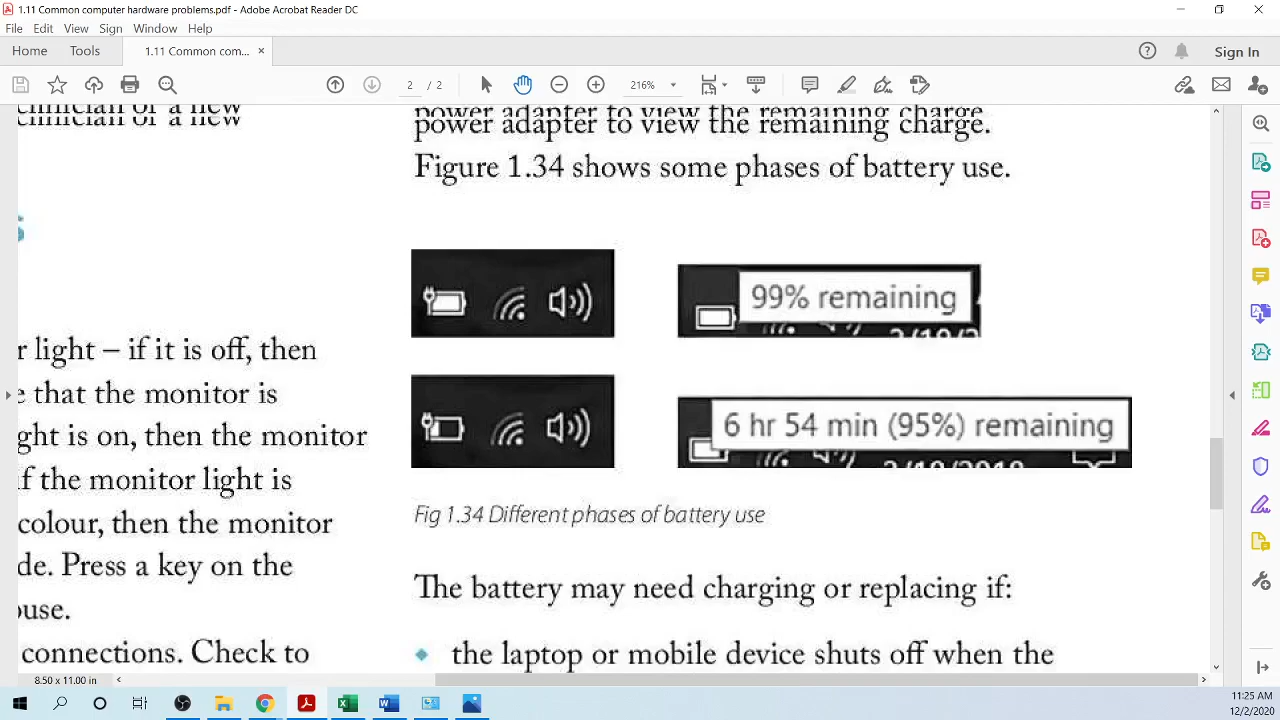 1.11 Common computer hardware problems.pdf - Adobe Acrobat Reader DC
File Edit View Sign Window Help
Home Tools 1.11 Common com... × Sign In
2 / 2 216%
clinician or a new
r light – if it is off, then
e that the monitor is
ght is on, then the monitor
if the monitor light is
colour, then the monitor
de. Press a key on the
ouse.
connections. Check to
power adapter to view the remaining charge.
Figure 1.34 shows some phases of battery use.
99% remaining
6 hr 54 min (95%) remaining
Fig 1.34 Different phases of battery use
The battery may need charging or replacing if:
the laptop or mobile device shuts off when the
8.50 x 11.00 in
11:25 AM
12/2/2020